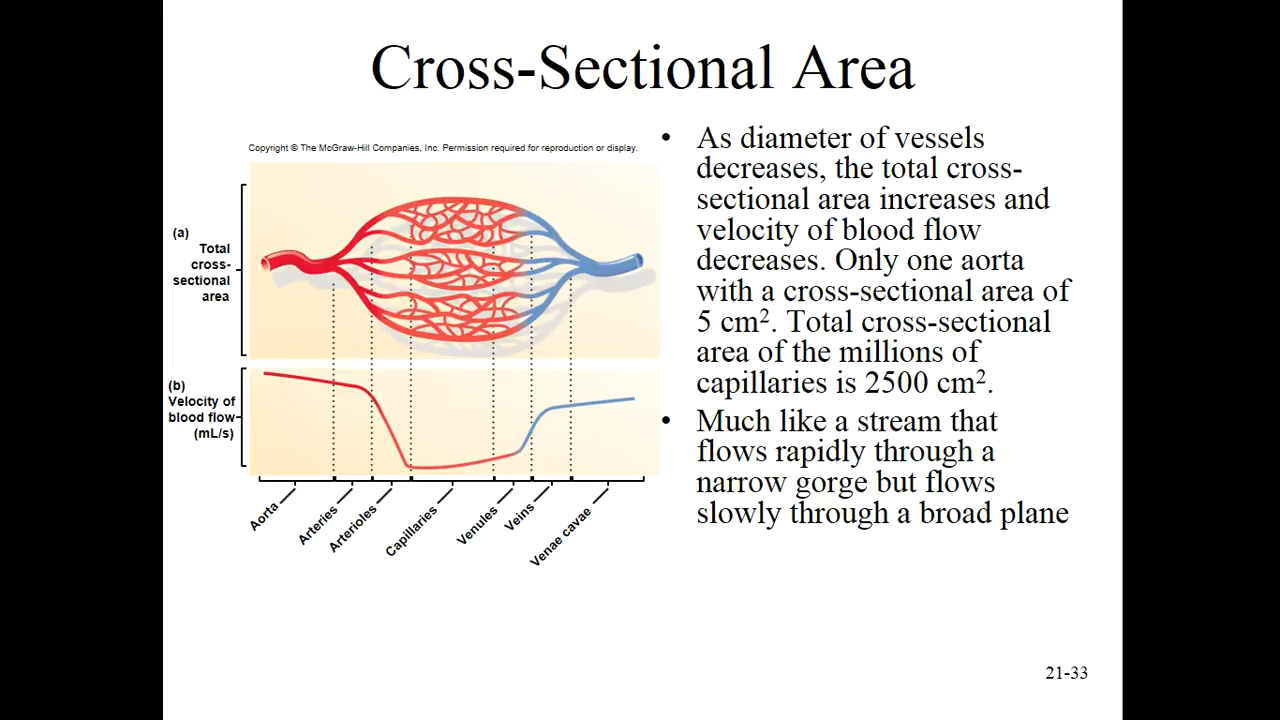 Cross-Sectional Area
Copyright © The McGraw-Hill Companies, Inc. Permission required for reproduction or display.
(a)
Total
cross-
sectional
area
(b)
Velocity of
blood flow
(mL/s)
Aorta
Arteries
Arterioles
Capillaries
Venules
Veins
Venae cavae
• As diameter of vessels
decreases, the total cross-
sectional area increases and
velocity of blood flow
decreases. Only one aorta
with a cross-sectional area of
5 cm². Total cross-sectional
area of the millions of
capillaries is 2500 cm².
• Much like a stream that
flows rapidly through a
narrow gorge but flows
slowly through a broad plane
21-33